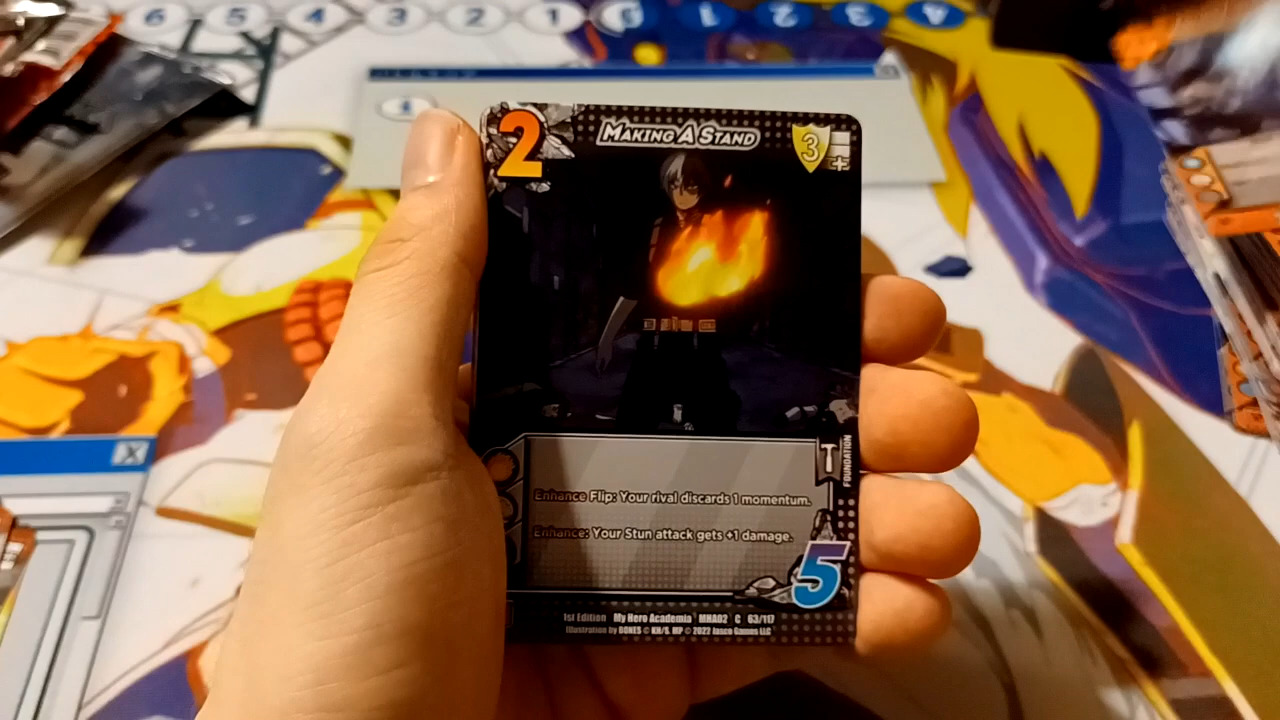 6 5 4 3 2 1 0 1 2 3 4
4
2
MAKING A STAND
3
+
X
FOUNDATION
Enhance Flip: Your rival discards 1 momentum.
Enhance: Your Stun attack gets +1 damage.
5
1st Edition My Hero Academia MHA02 C 63/117
Illustration by BONES © KH/S, MP © 2022 Jasco Games LLC